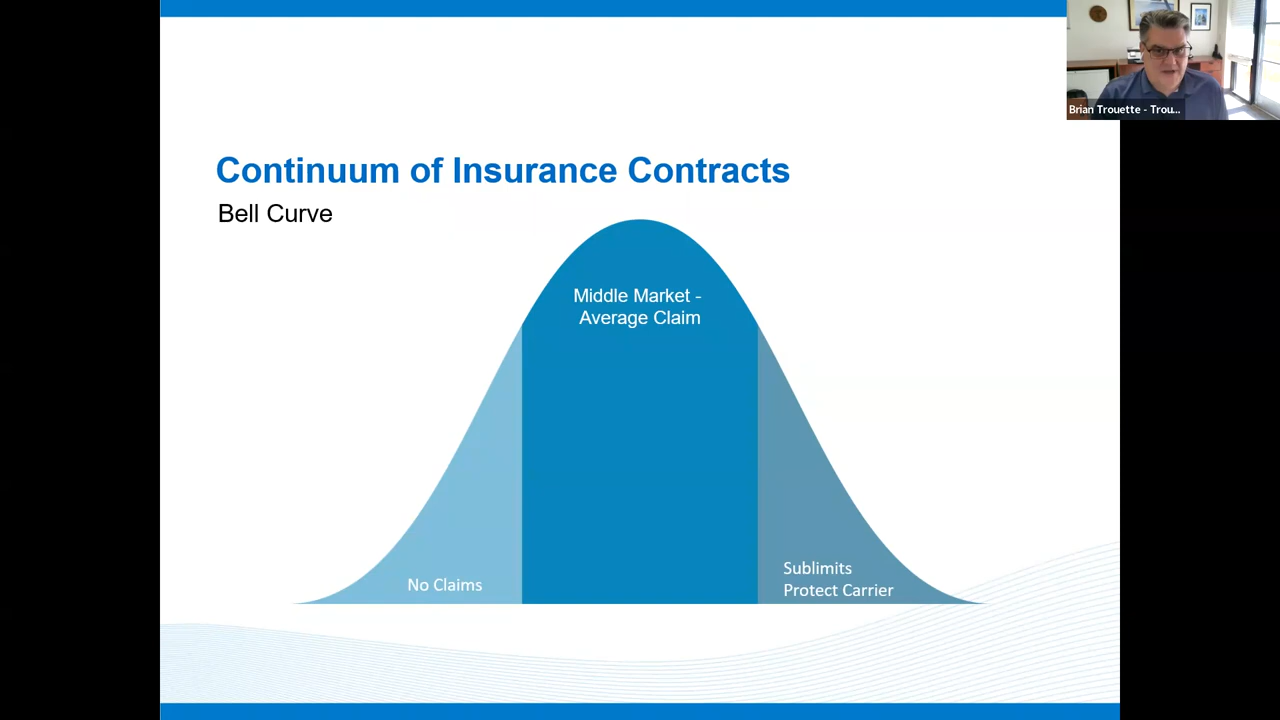 Brian Trouette - Trou...
Continuum of Insurance Contracts
Bell Curve
Middle Market -
Average Claim
No Claims
Sublimits
Protect Carrier